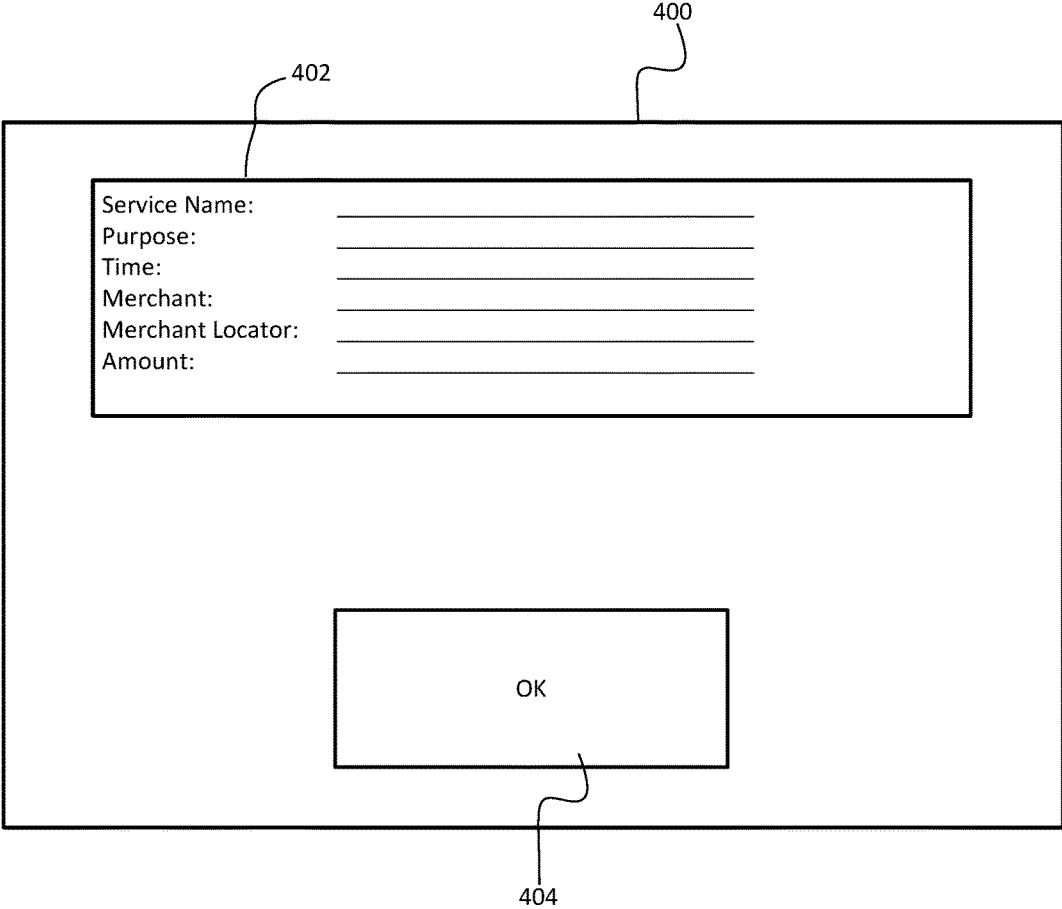 400
402
Service Name:
Purpose:
Time:
Merchant:
Merchant Locator:
Amount:
OK
404